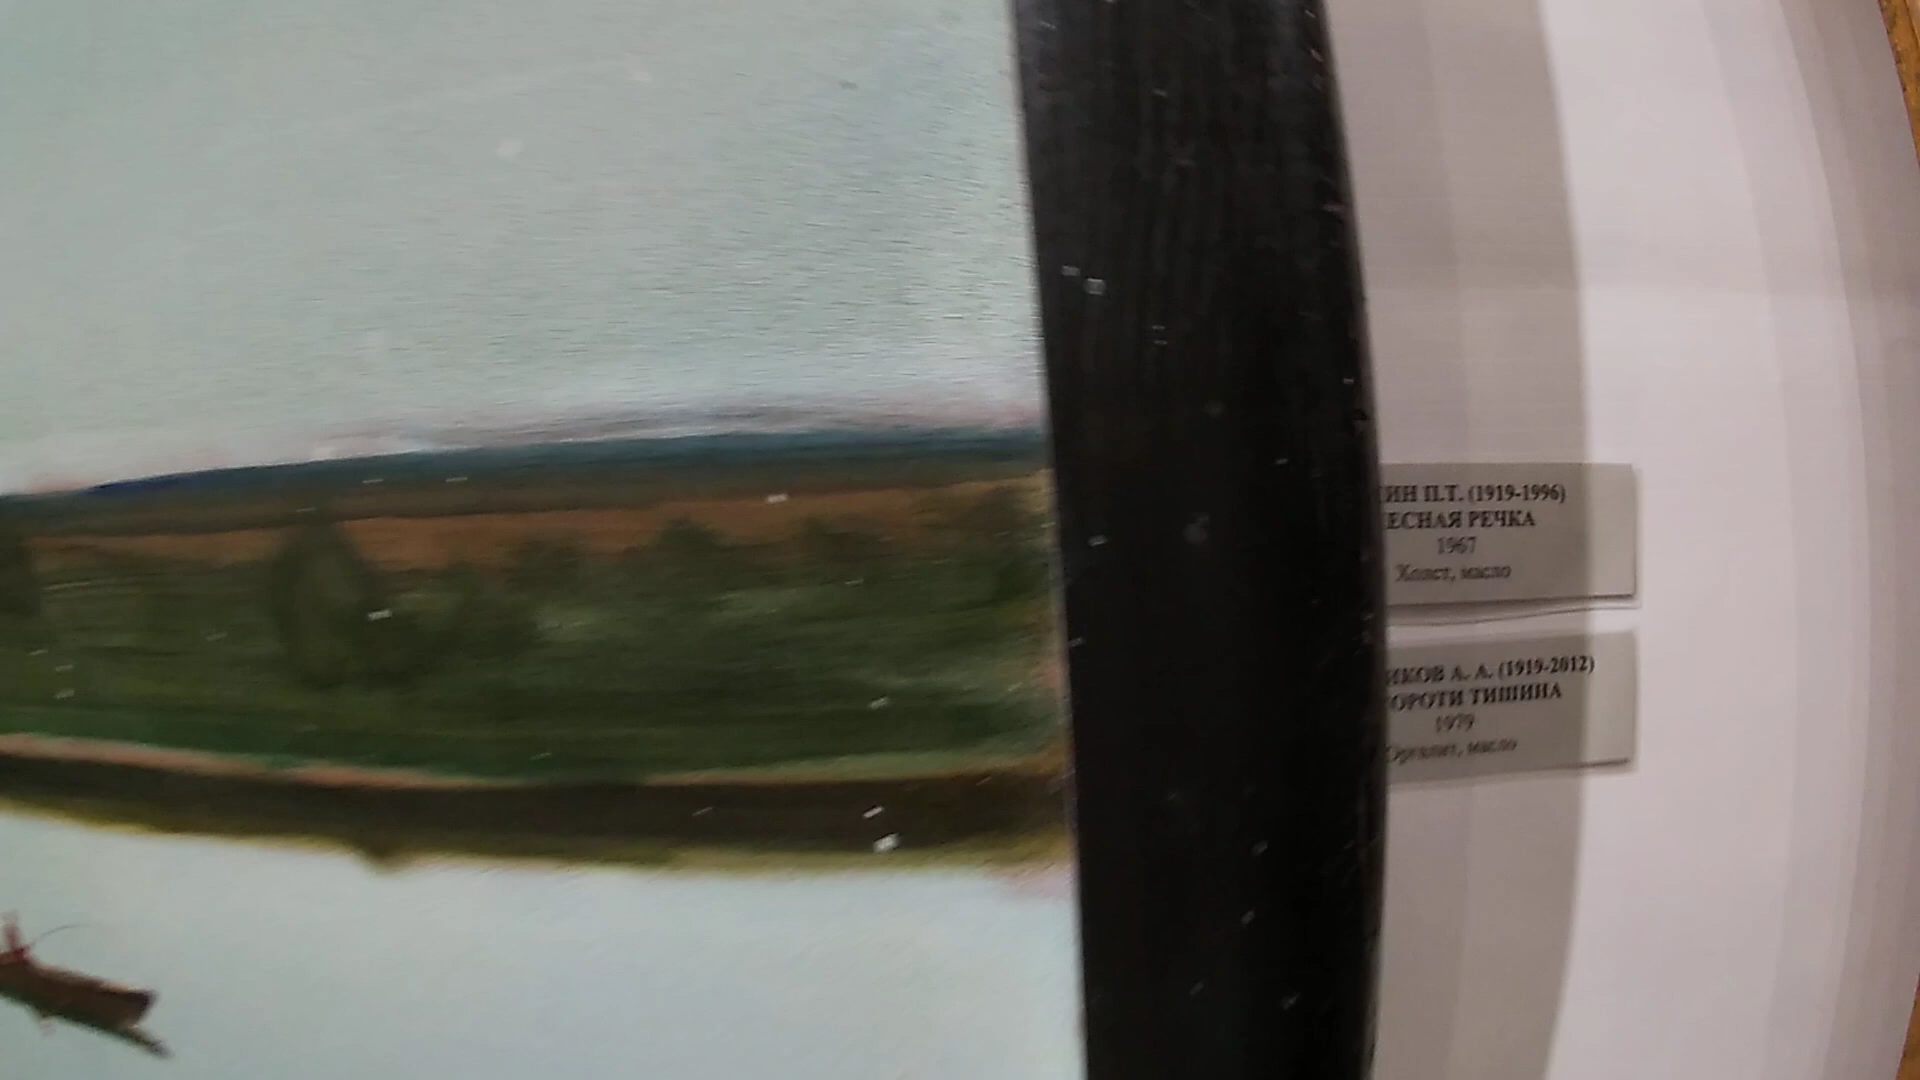 ИН П.Т. (1919-1996)
ЕСНАЯ РЕЧКА
1967
Холст, масло
ИКОВ А. А. (1919-2012)
ОРОТИ ТИШИНА
1979
Оргалит, масло